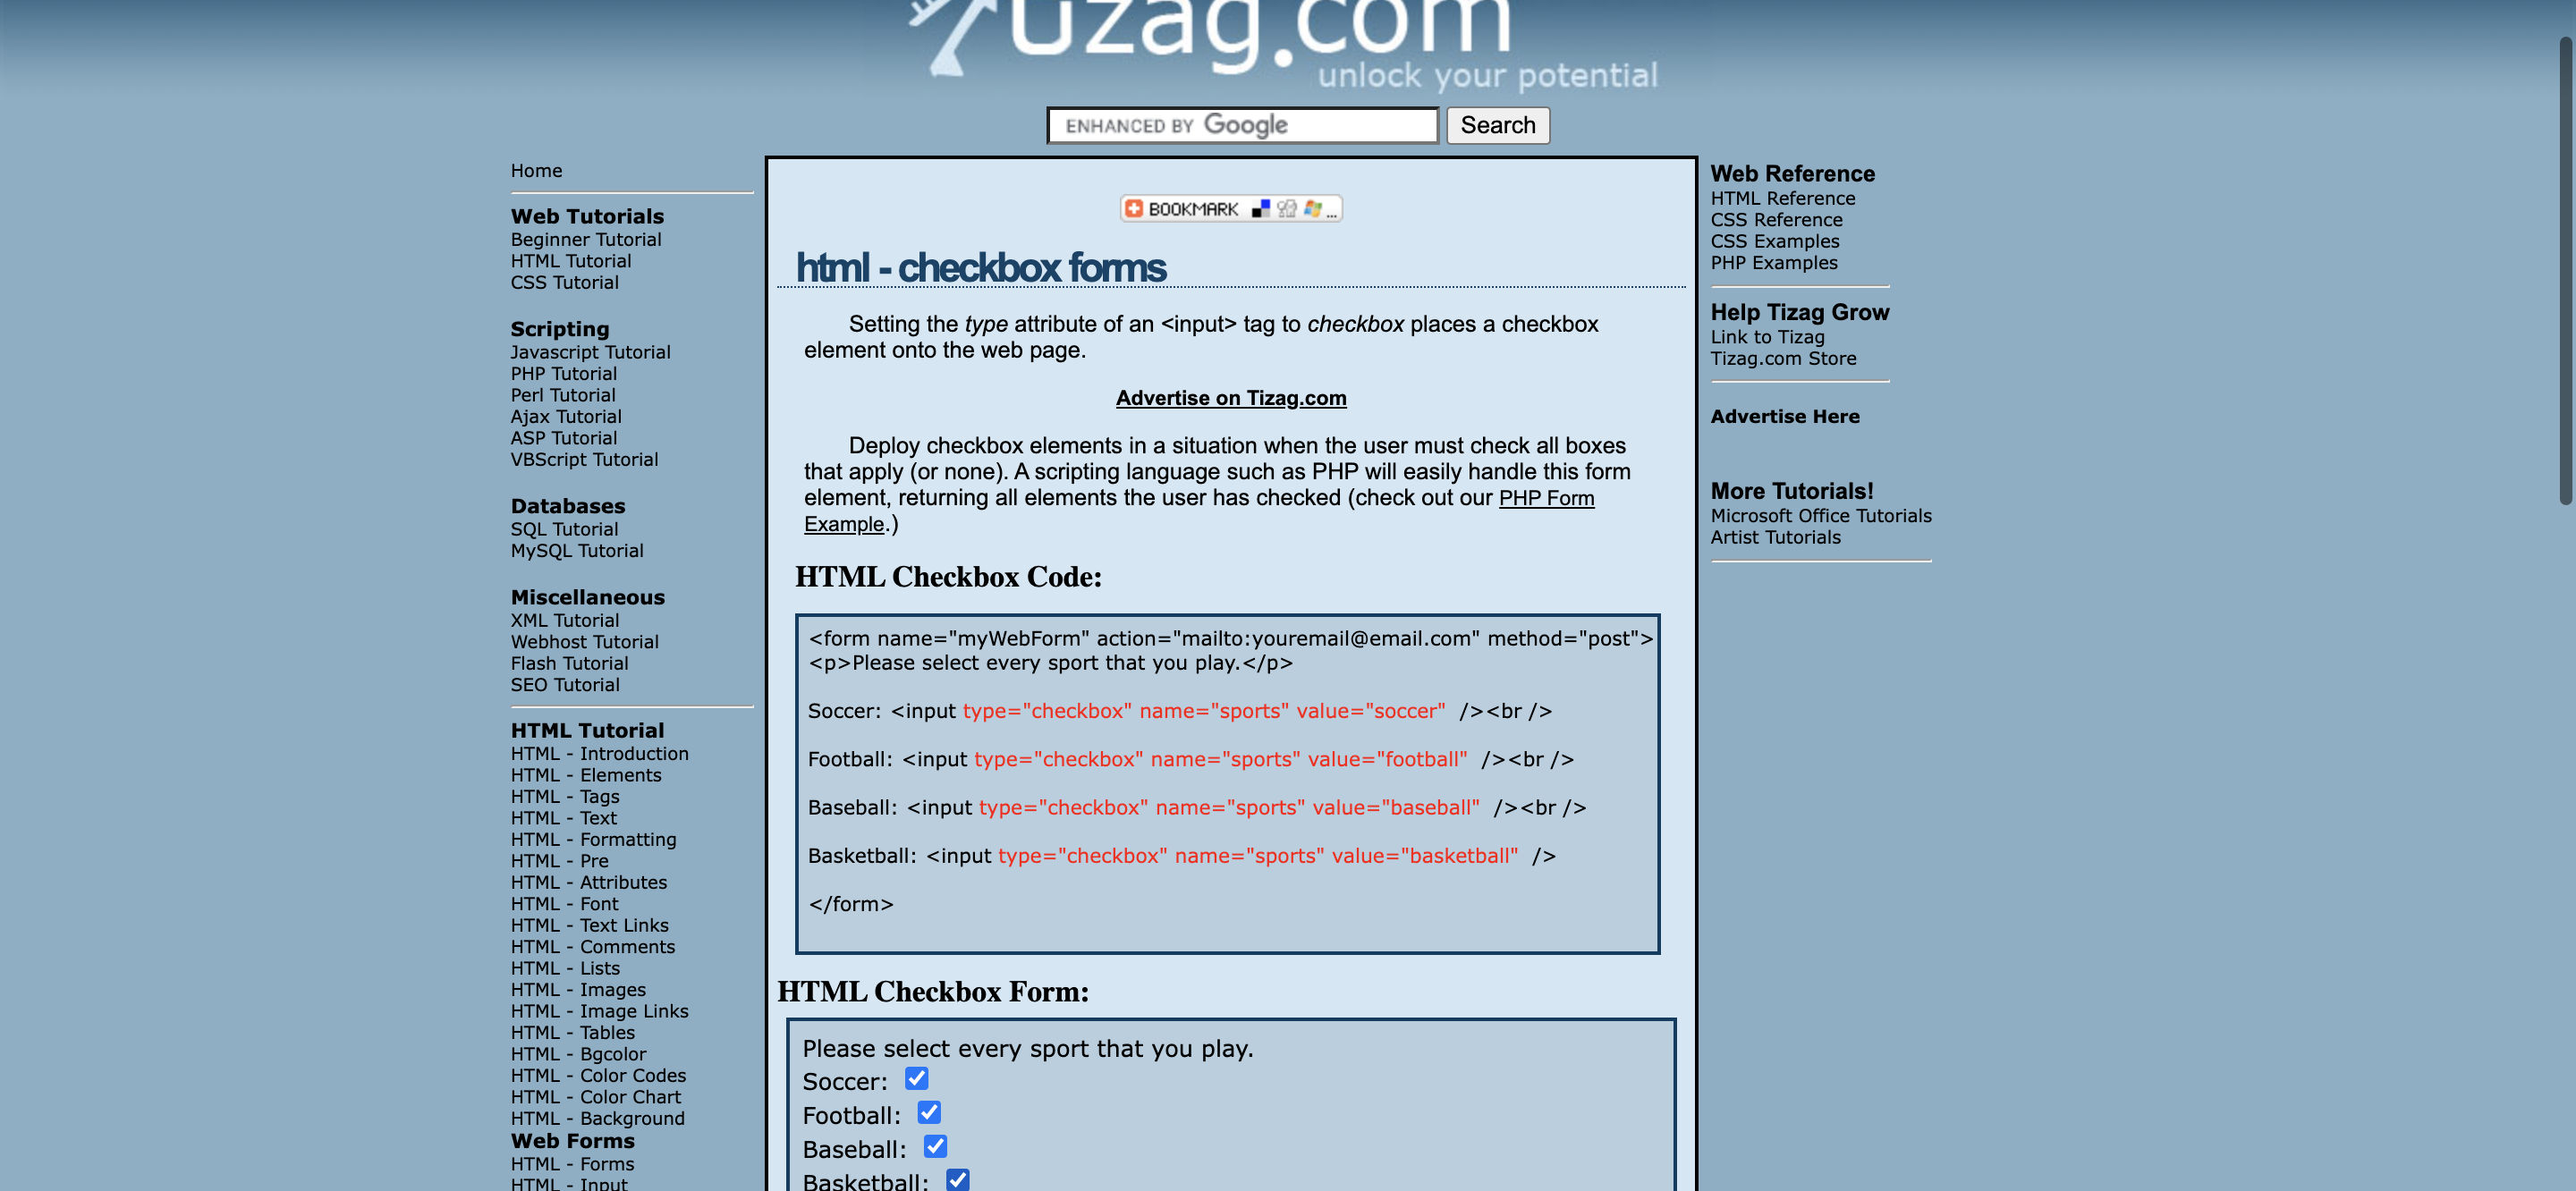 Tizag.com
unlock your potential
ENHANCED BY Google
Search
Home
Web Tutorials
Beginner Tutorial
HTML Tutorial
CSS Tutorial
Scripting
Javascript Tutorial
PHP Tutorial
Perl Tutorial
Ajax Tutorial
ASP Tutorial
VBScript Tutorial
Databases
SQL Tutorial
MySQL Tutorial
Miscellaneous
XML Tutorial
Webhost Tutorial
Flash Tutorial
SEO Tutorial
HTML Tutorial
HTML - Introduction
HTML - Elements
HTML - Tags
HTML - Text
HTML - Formatting
HTML - Pre
HTML - Attributes
HTML - Font
HTML - Text Links
HTML - Comments
HTML - Lists
HTML - Images
HTML - Image Links
HTML - Tables
HTML - Bgcolor
HTML - Color Codes
HTML - Color Chart
HTML - Background
Web Forms
HTML - Forms
HTML - Input
BOOKMARK ...
html - checkbox forms
Setting the type attribute of an <input> tag to checkbox places a checkbox
element onto the web page.
Advertise on Tizag.com
Deploy checkbox elements in a situation when the user must check all boxes
that apply (or none). A scripting language such as PHP will easily handle this form
element, returning all elements the user has checked (check out our PHP Form
Example.)
HTML Checkbox Code:
<form name="myWebForm" action="mailto:youremail@email.com" method="post">
<p>Please select every sport that you play.</p>
Soccer: <input type="checkbox" name="sports" value="soccer" /><br />
Football: <input type="checkbox" name="sports" value="football" /><br />
Baseball: <input type="checkbox" name="sports" value="baseball" /><br />
Basketball: <input type="checkbox" name="sports" value="basketball" />
</form>
HTML Checkbox Form:
Please select every sport that you play.
Soccer:
Football:
Baseball:
Basketball:
Web Reference
HTML Reference
CSS Reference
CSS Examples
PHP Examples
Help Tizag Grow
Link to Tizag
Tizag.com Store
Advertise Here
More Tutorials!
Microsoft Office Tutorials
Artist Tutorials